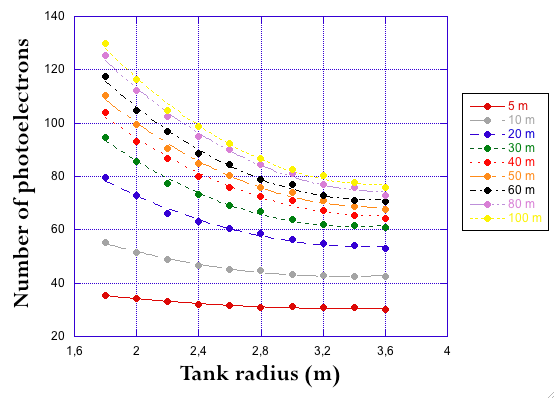 140
120
100
80
60
40
20
1,6
2
2,4
2,8
3,2
3,6
4
Number of photoelectrons
Tank radius (m)
5 m
10 m
20 m
30 m
40 m
50 m
60 m
80 m
100 m